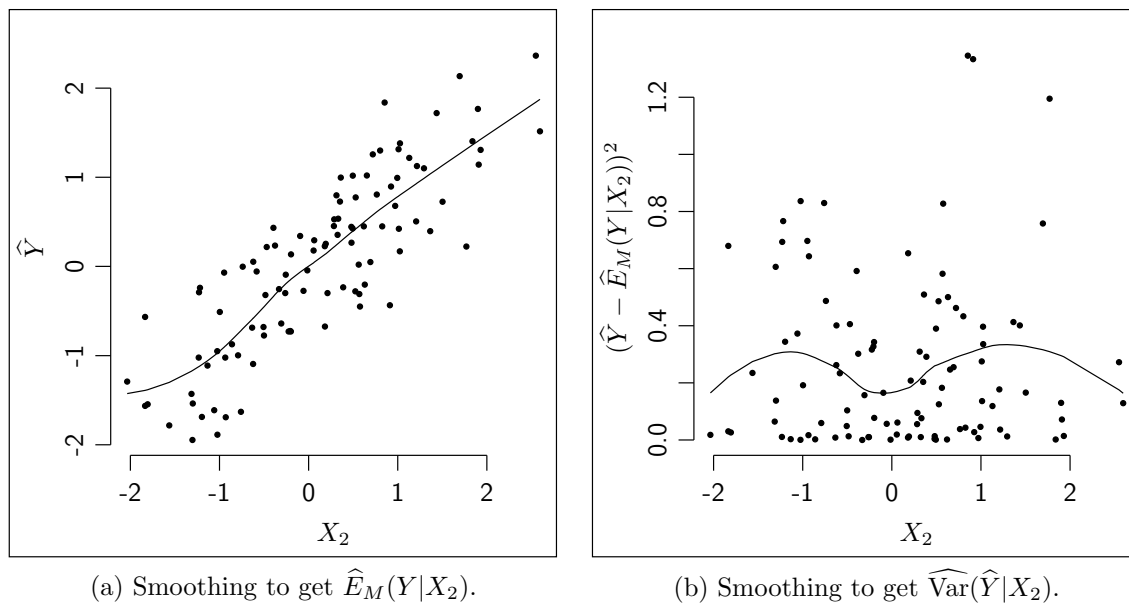 2
1
0
-1
-2
Ŷ
-2 -1 0 1 2
X₂
(a) Smoothing to get Ê_M(Y|X₂).
1.2
0.8
0.4
0.0
(Ŷ − Ê_M(Y|X₂))²
-2 -1 0 1 2
X₂
(b) Smoothing to get \widehat{Var}(Ŷ|X₂).